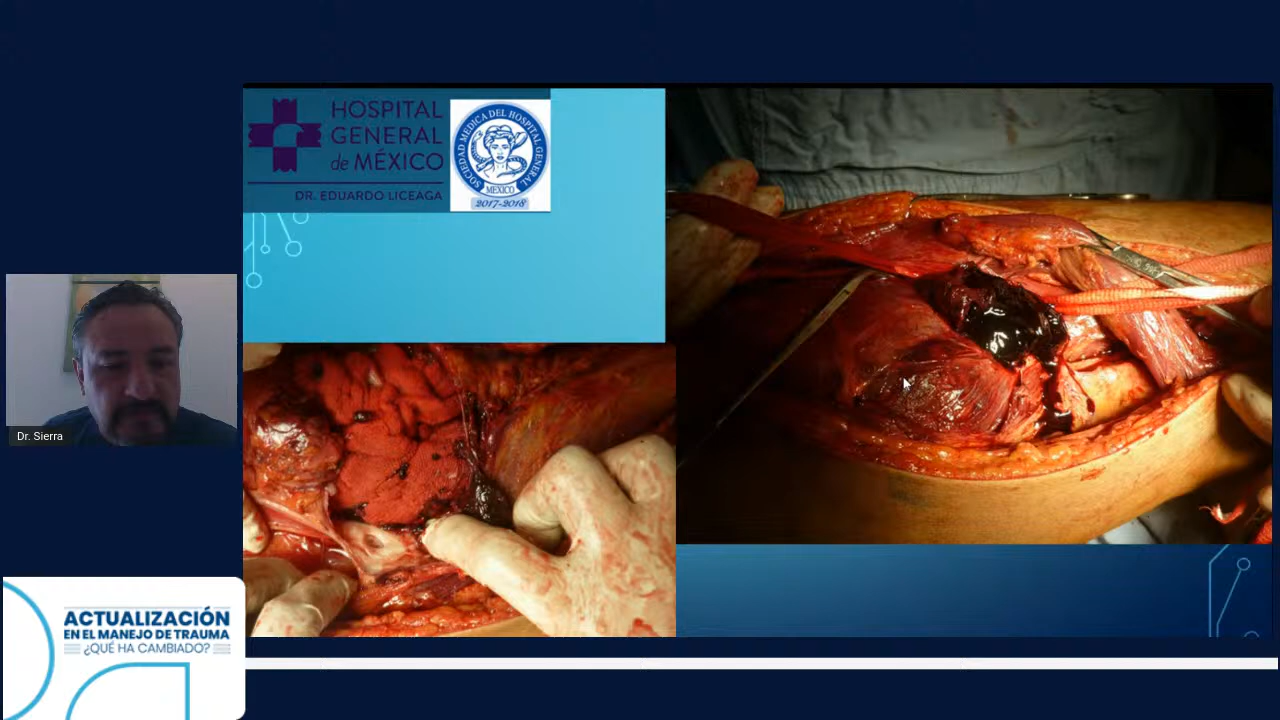 HOSPITAL
GENERAL
de MÉXICO
DR. EDUARDO LICEAGA
SOCIEDAD MEDICA DEL HOSPITAL GENERAL
MEXICO
2017-2018
Dr. Sierra
ACTUALIZACIÓN
EN EL MANEJO DE TRAUMA
¿QUÉ HA CAMBIADO?